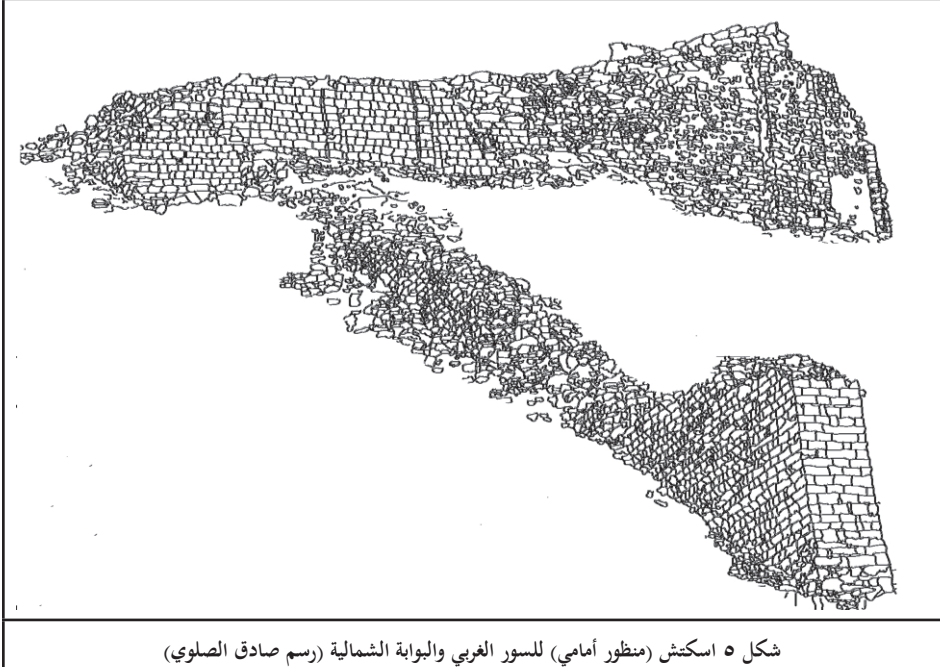 شكل ٥ اسكتش (منظور أمامي) للسور الغربي والبوابة الشمالية (رسم صادق الصلوي)